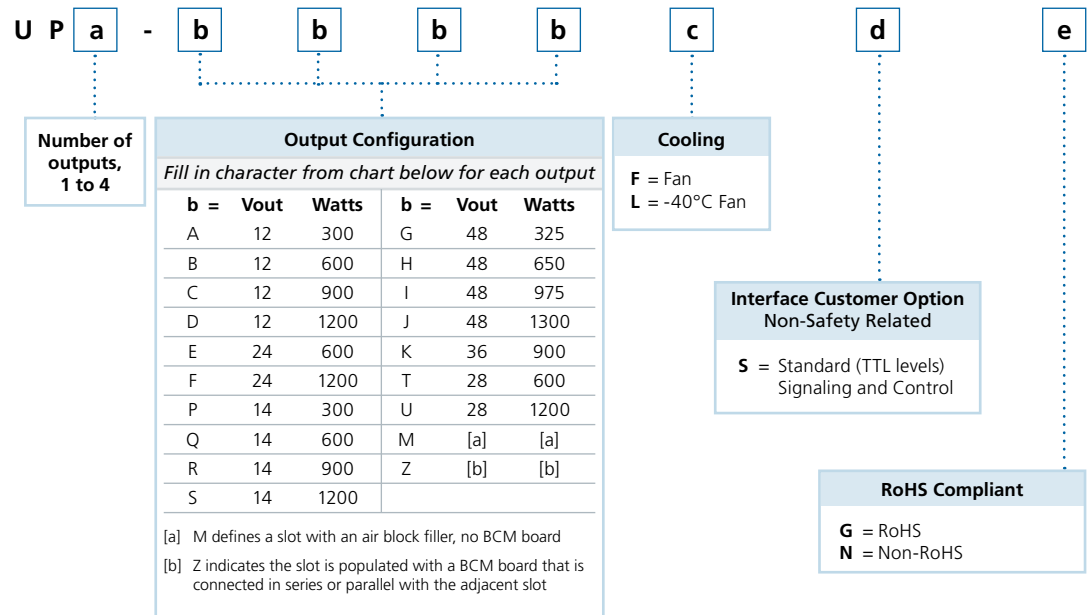 U P a - b b b b c d e
Number of
outputs,
1 to 4
Output Configuration
Fill in character from chart below for each output
b = Vout Watts b = Vout Watts
A 12 300 G 48 325
B 12 600 H 48 650
C 12 900 I 48 975
D 12 1200 J 48 1300
E 24 600 K 36 900
F 24 1200 T 28 600
P 14 300 U 28 1200
Q 14 600 M [a] [a]
R 14 900 Z [b] [b]
S 14 1200
[a] M defines a slot with an air block filler, no BCM board
[b] Z indicates the slot is populated with a BCM board that is
connected in series or parallel with the adjacent slot
Cooling
F = Fan
L = -40°C Fan
Interface Customer Option
Non-Safety Related
S = Standard (TTL levels)
Signaling and Control
RoHS Compliant
G = RoHS
N = Non-RoHS